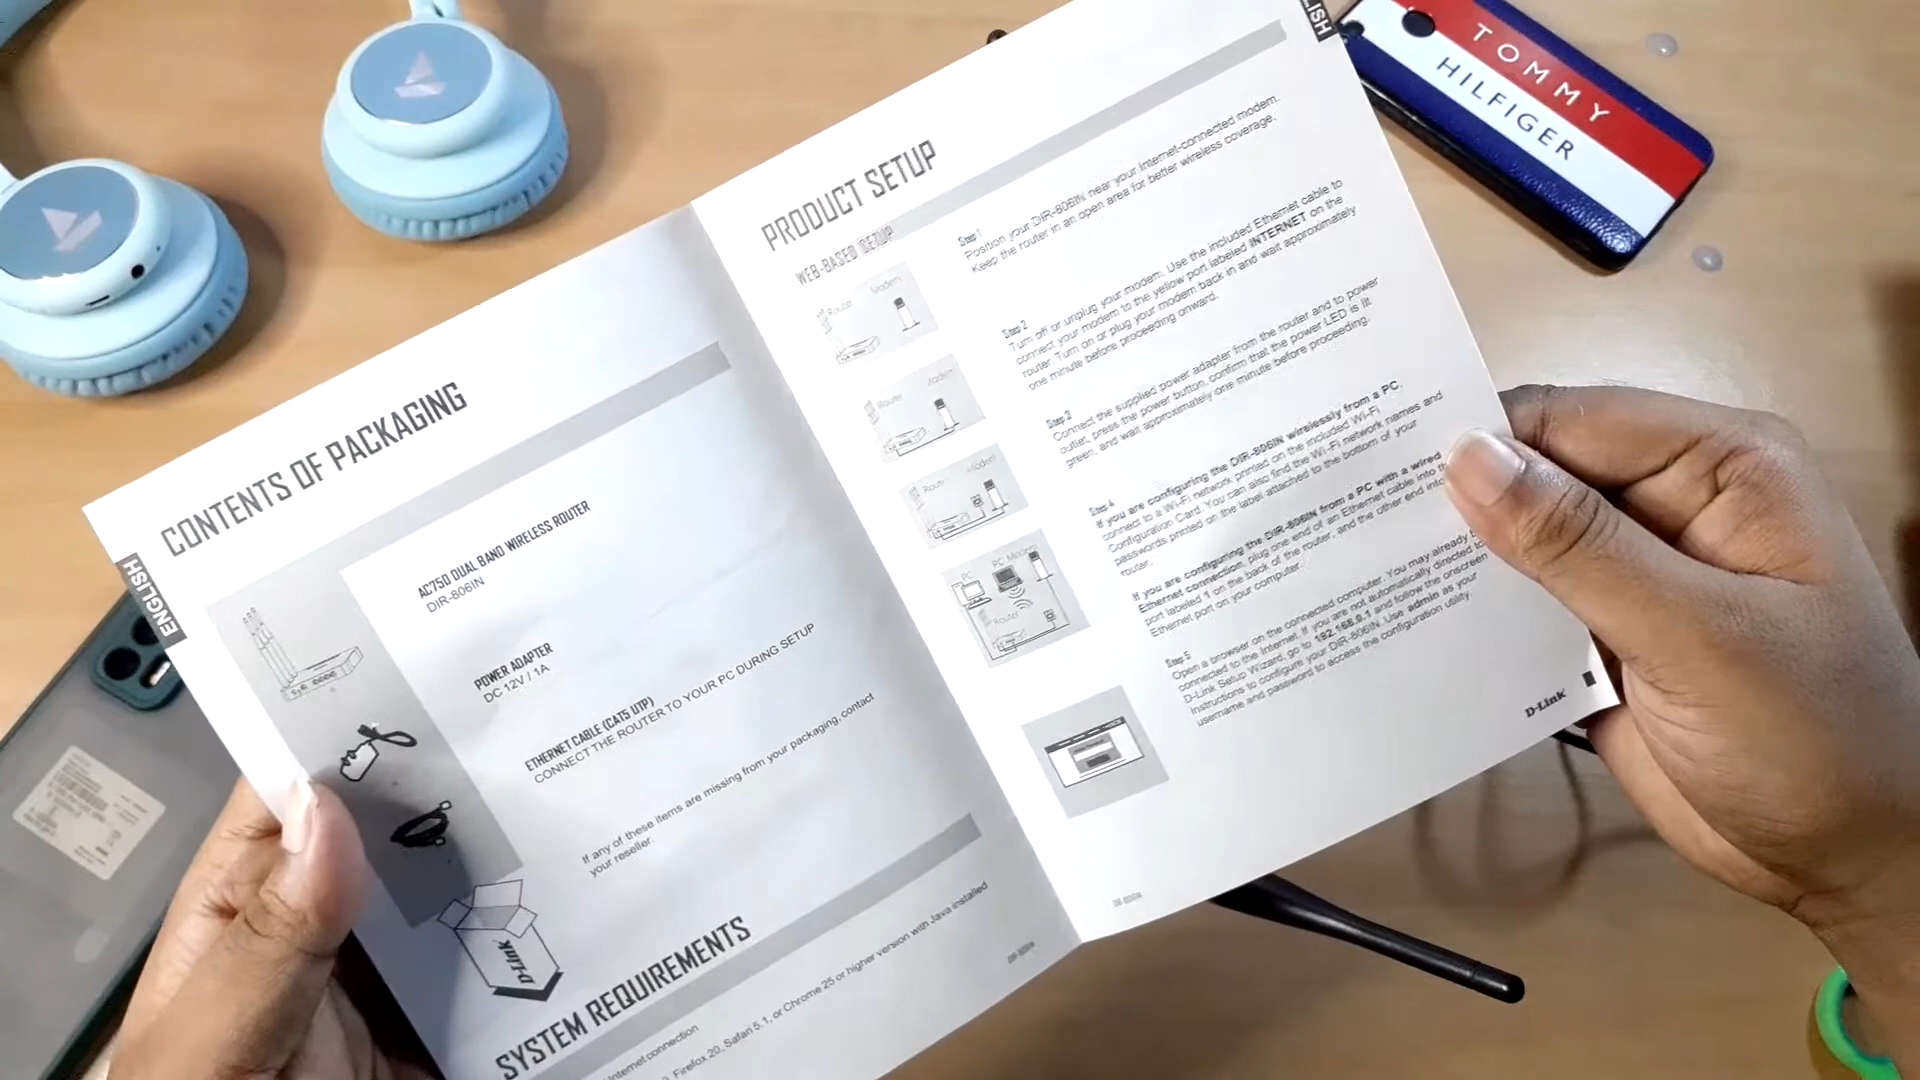 ENGLISH
CONTENTS OF PACKAGING
AC750 DUAL BAND WIRELESS ROUTER
DIR-806IN
POWER ADAPTER
DC 12V / 1A
ETHERNET CABLE (CAT5 UTP)
CONNECT THE ROUTER TO YOUR PC DURING SETUP
If any of these items are missing from your packaging, contact
your reseller.
D-Link
SYSTEM REQUIREMENTS
Internet connection
Firefox 20, Safari 5.1, or Chrome 25 or higher version with Java installed
PRODUCT SETUP
WEB-BASED SETUP
Router Modem
Router Modem
Router Modem
PC PC Modem
Router
Step 1
Position your DIR-806IN near your Internet-connected modem.
Keep the router in an open area for better wireless coverage.
Step 2
Turn off or unplug your modem. Use the included Ethernet cable to
connect your modem to the yellow port labeled INTERNET on the
router. Turn on or plug your modem back in and wait approximately
one minute before proceeding onward.
Step 3
Connect the supplied power adapter from the router and to power
outlet, press the power button, confirm that the power LED is lit
green, and wait approximately one minute before proceeding.
Step 4
If you are configuring the DIR-806IN wirelessly from a PC,
connect to a Wi-Fi network printed on the included Wi-Fi
Configuration Card. You can also find the Wi-Fi network names and
passwords printed on the label attached to the bottom of your
router.
If you are configuring the DIR-806IN from a PC with a wired
Ethernet connection, plug one end of an Ethernet cable into
port labeled 1 on the back of the router, and the other end into
Ethernet port on your computer.
Step 5
Open a browser on the connected computer. You may already
connected to the Internet. If you are not automatically directed to
D-Link Setup Wizard, go to 192.168.0.1 and follow the onscreen
instructions to configure your DIR-806IN. Use admin as your
username and password to access the configuration utility.
D-Link
TOMMY
HILFIGER